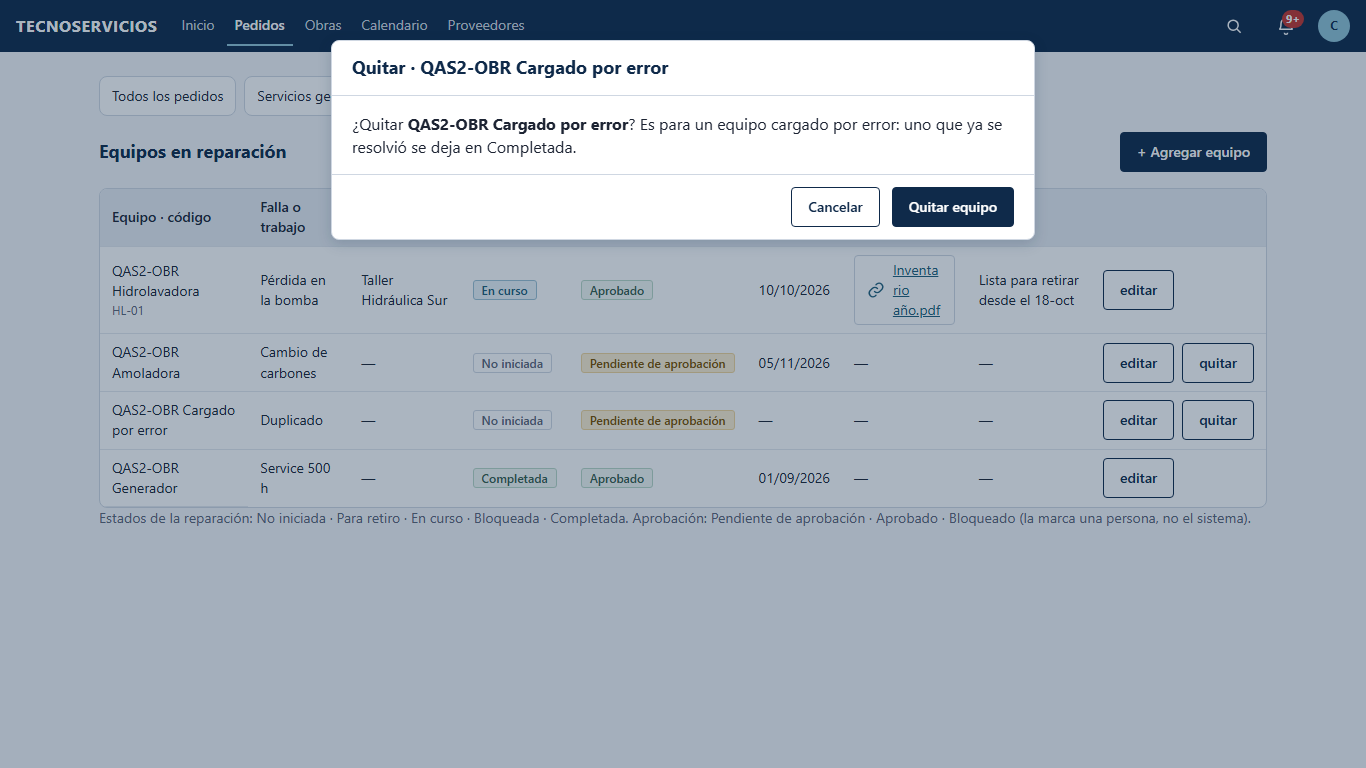 TECNOSERVICIOS Inicio Pedidos Obras Calendario Proveedores 9+ C
Quitar · QAS2-OBR Cargado por error
¿Quitar QAS2-OBR Cargado por error? Es para un equipo cargado por error: uno que ya se
resolvió se deja en Completada.
Cancelar Quitar equipo
Todos los pedidos Servicios ge
Equipos en reparación + Agregar equipo
Equipo · código
Falla o
trabajo
QAS2-OBR
Hidrolavadora
HL-01
Pérdida en
la bomba
Taller
Hidráulica Sur
En curso
Aprobado
10/10/2026
Inventa
rio
año.pdf
Lista para retirar
desde el 18-oct
editar
QAS2-OBR
Amoladora
Cambio de
carbones
—
No iniciada
Pendiente de aprobación
05/11/2026
—
—
editar quitar
QAS2-OBR Cargado
por error
Duplicado
—
No iniciada
Pendiente de aprobación
—
—
—
editar quitar
QAS2-OBR
Generador
Service 500
h
—
Completada
Aprobado
01/09/2026
—
—
editar
Estados de la reparación: No iniciada · Para retiro · En curso · Bloqueada · Completada. Aprobación: Pendiente de aprobación · Aprobado · Bloqueado (la marca una persona, no el sistema).